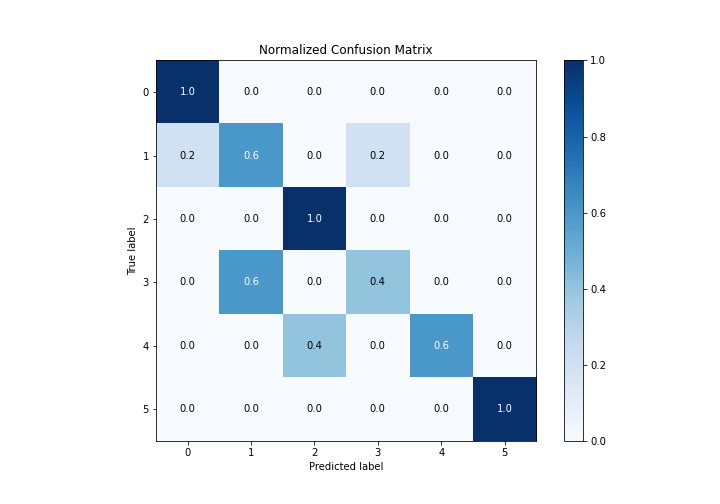 Normalized Confusion Matrix
True label
0 1.0 0.0 0.0 0.0 0.0 0.0
1 0.2 0.6 0.0 0.2 0.0 0.0
2 0.0 0.0 1.0 0.0 0.0 0.0
3 0.0 0.6 0.0 0.4 0.0 0.0
4 0.0 0.0 0.4 0.0 0.6 0.0
5 0.0 0.0 0.0 0.0 0.0 1.0
0 1 2 3 4 5
Predicted label
1.0
0.8
0.6
0.4
0.2
0.0